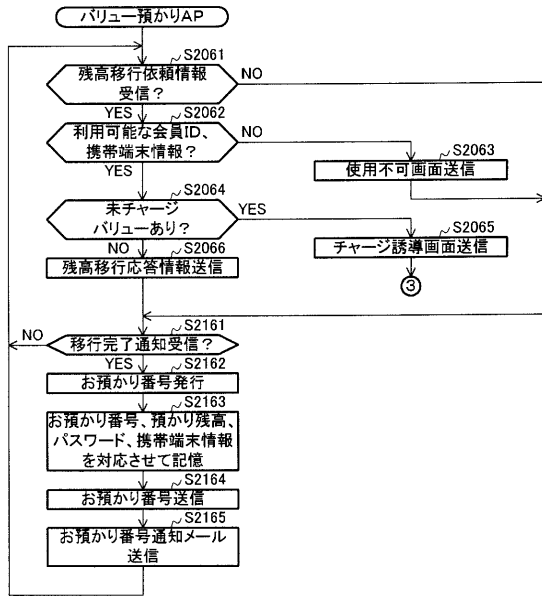 バリュー預かりAP
S2061
残高移行依頼情報
受信？
NO
YES
S2062
利用可能な会員ID、
携帯端末情報？
NO
YES
S2063
使用不可画面送信
S2064
未チャージ
バリューあり？
YES
NO
S2065
チャージ誘導画面送信
③
S2066
残高移行応答情報送信
S2161
移行完了通知受信？
NO
YES
S2162
お預かり番号発行
S2163
お預かり番号、預かり残高、
パスワード、携帯端末情報
を対応させて記憶
S2164
お預かり番号送信
S2165
お預かり番号通知メール
送信